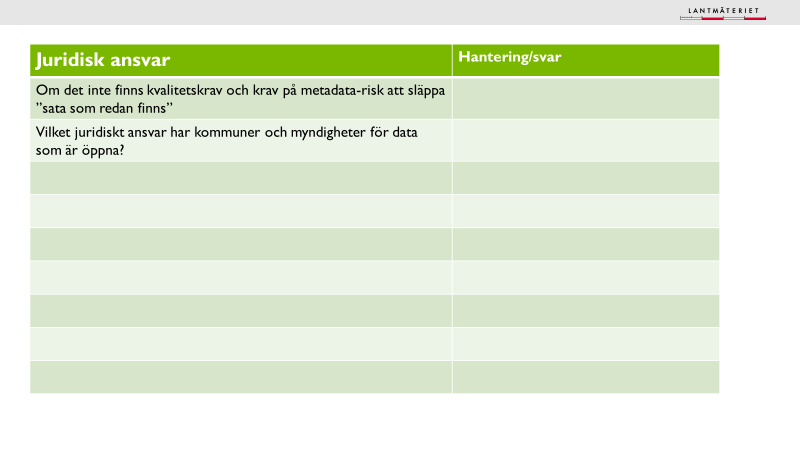 LANTMÄTERIET
Juridisk ansvar
Hantering/svar
Om det inte finns kvalitetskrav och krav på metadata-risk att släppa
”sata som redan finns”
Vilket juridiskt ansvar har kommuner och myndigheter för data
som är öppna?